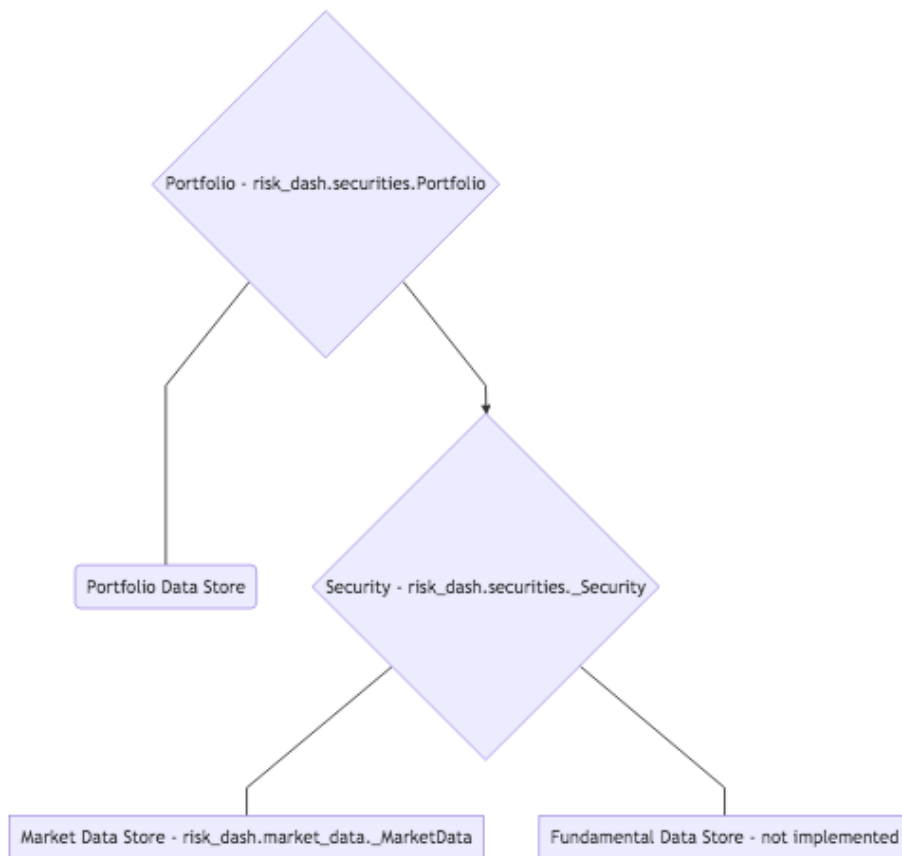 Portfolio - risk_dash.securities.Portfolio
Portfolio Data Store
Security - risk_dash.securities._Security
Market Data Store - risk_dash.market_data._MarketData
Fundamental Data Store - not implemented